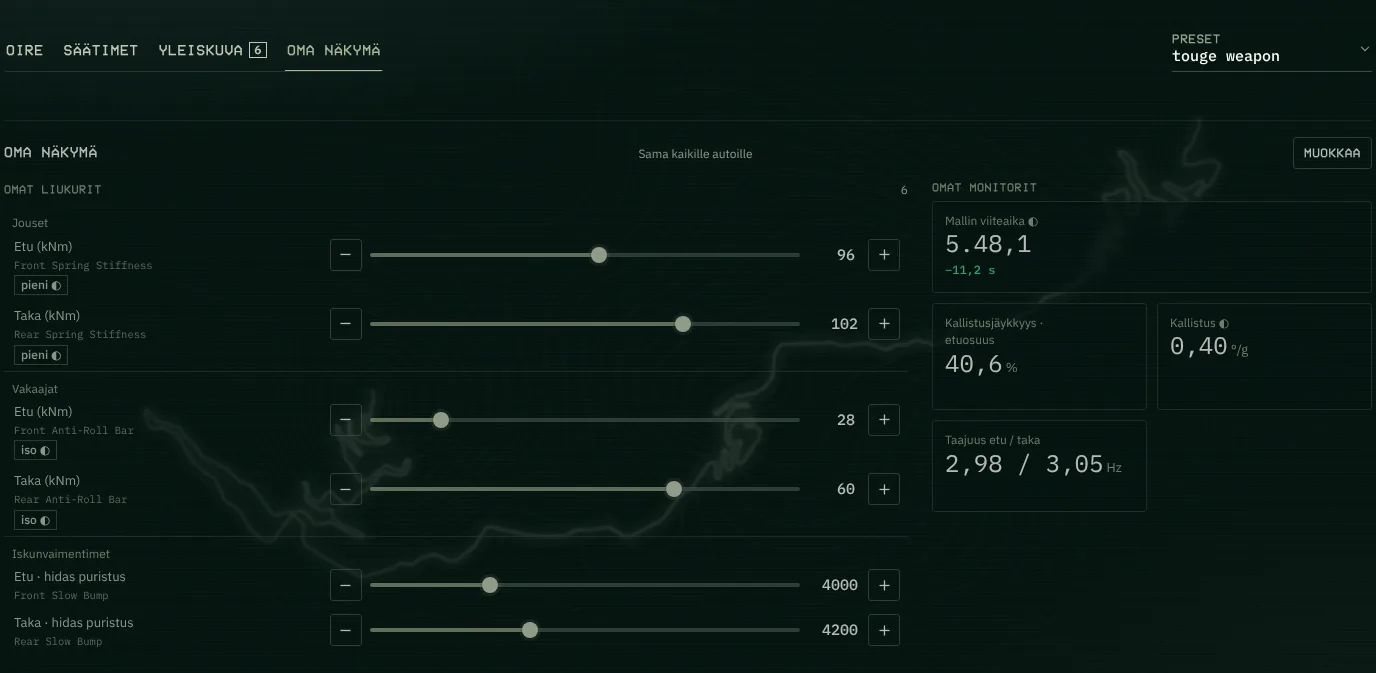 OIRE SÄÄTIMET YLEISKUVA 6 OMA NÄKYMÄ
PRESET
touge weapon
OMA NÄKYMÄ
Sama kaikille autoille
MUOKKAA
OMAT LIUKURIT 6
Jouset
Etu (kNm)
Front Spring Stiffness
pieni ◐
− 96 +
Taka (kNm)
Rear Spring Stiffness
pieni ◐
− 102 +
Vakaajat
Etu (kNm)
Front Anti-Roll Bar
iso ◐
− 28 +
Taka (kNm)
Rear Anti-Roll Bar
iso ◐
− 60 +
Iskunvaimentimet
Etu · hidas puristus
Front Slow Bump
− 4000 +
Taka · hidas puristus
Rear Slow Bump
− 4200 +
OMAT MONITORIT
Mallin viiteaika ◐
5.48,1
−11,2 s
Kallistusjäykkyys ·
etuosuus
40,6 %
Kallistus ◐
0,40 °/g
Taajuus etu / taka
2,98 / 3,05 Hz